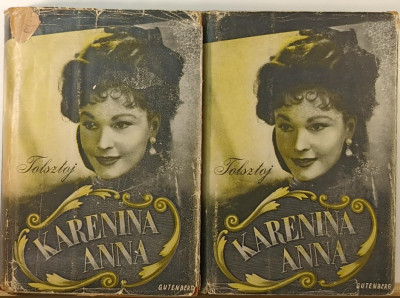 Tolsztoj
KARENINA
ANNA
GUTENBERG
Tolsztoj
KARENINA
ANNA
GUTENBERG